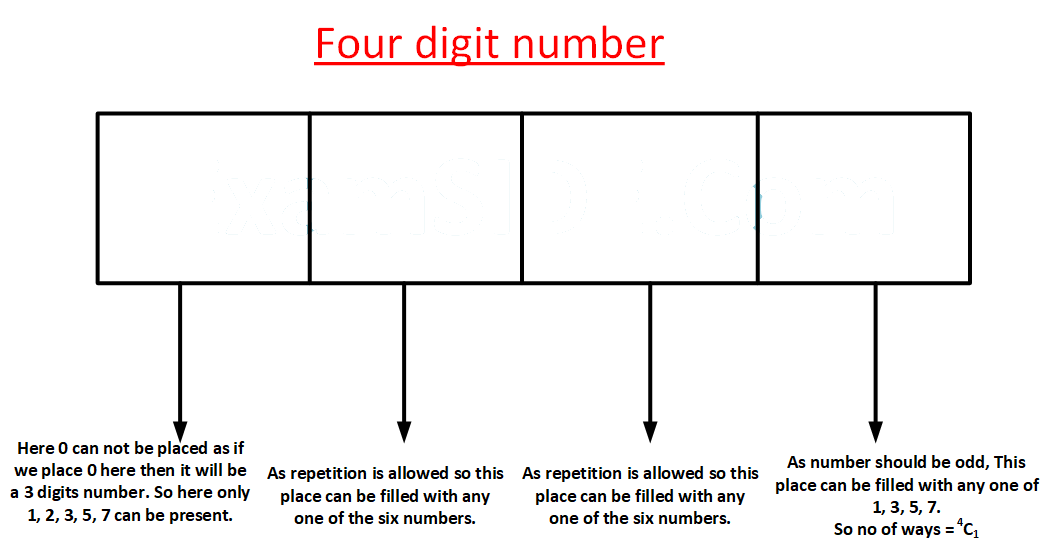 Four digit number
Here 0 can not be placed as if
we place 0 here then it will be
a 3 digits number. So here only
1, 2, 3, 5, 7 can be present.
As repetition is allowed so this
place can be filled with any
one of the six numbers.
As repetition is allowed so this
place can be filled with any
one of the six numbers.
As number should be odd, This
place can be filled with any one of
1, 3, 5, 7.
So no of ways = ⁴C₁